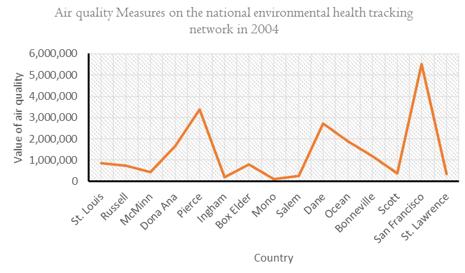 Air quality Measures on the national environmental health tracking
network in 2004
6,000,000
5,000,000
4,000,000
3,000,000
2,000,000
1,000,000
0
Value of air quality
St. Louis
Russell
McMinn
Dona Ana
Pierce
Ingham
Box Elder
Mono
Salem
Dane
Ocean
Bonneville
Scott
San Francisco
St. Lawrence
Country